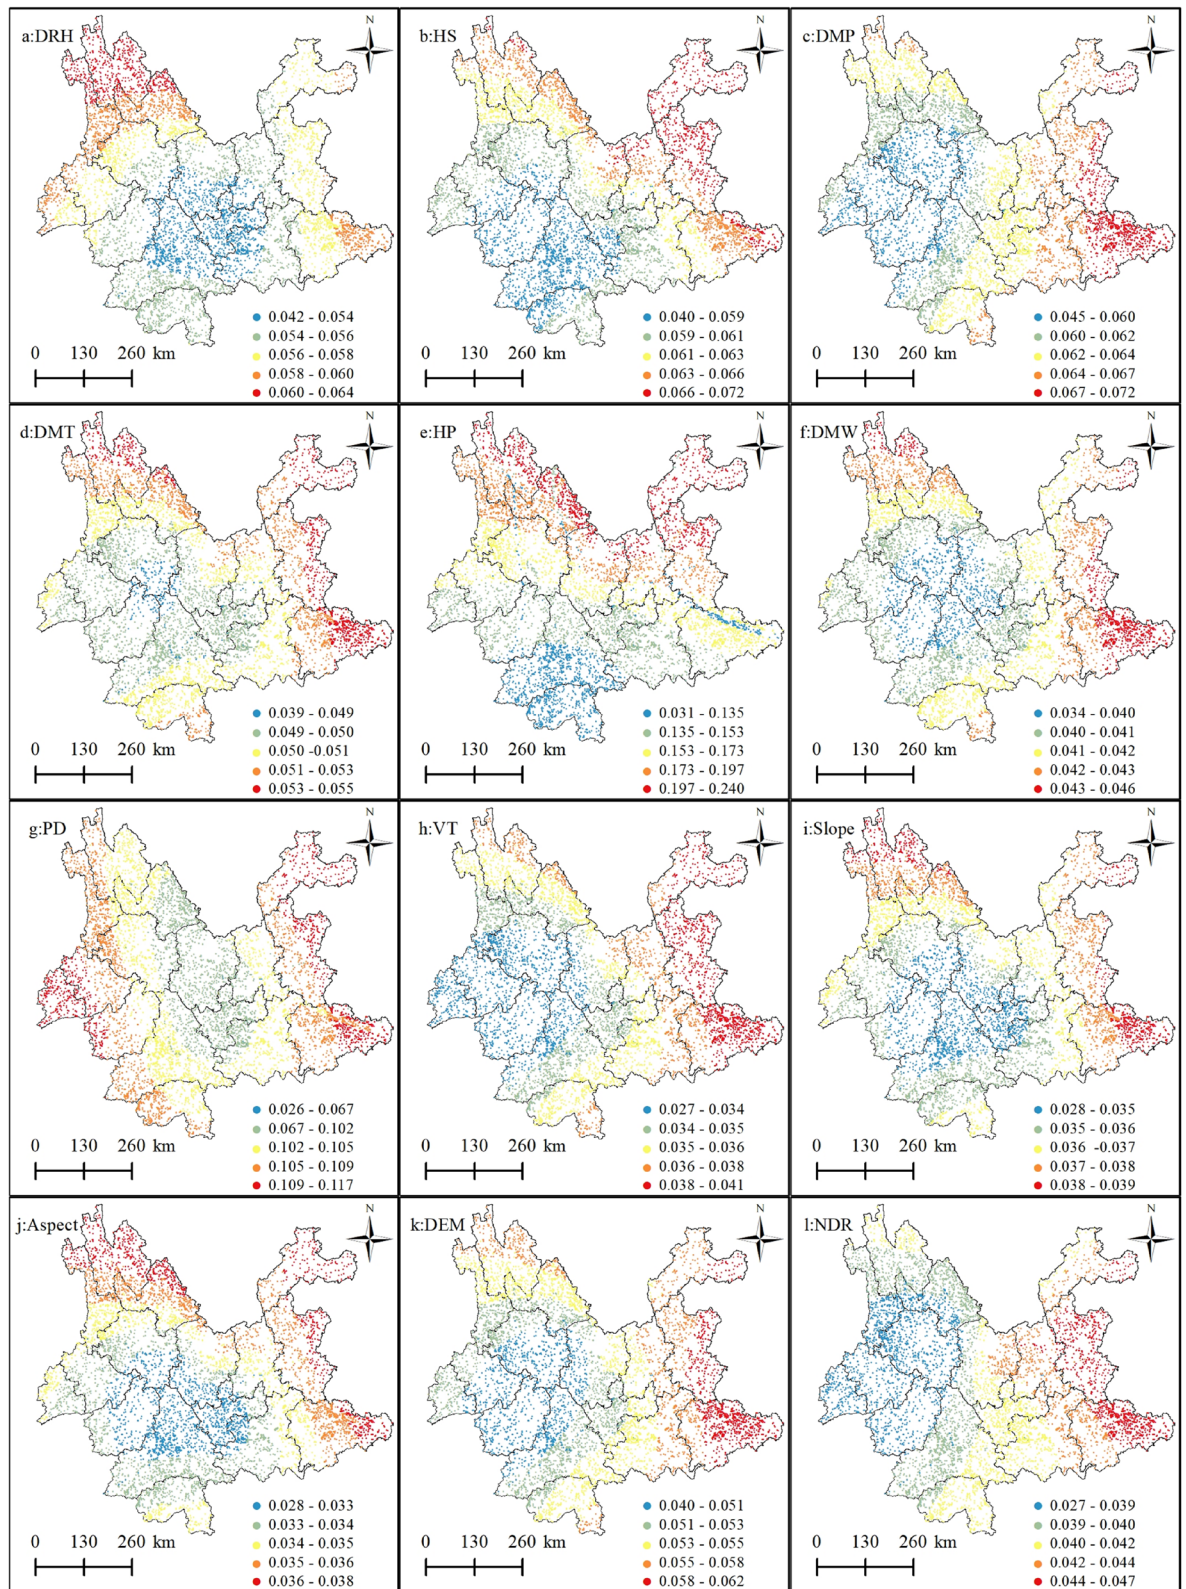 a:DRH
N
0.042 - 0.054
0.054 - 0.056
0.056 - 0.058
0.058 - 0.060
0.060 - 0.064
0 130 260 km
b:HS
N
0.040 - 0.059
0.059 - 0.061
0.061 - 0.063
0.063 - 0.066
0.066 - 0.072
0 130 260 km
c:DMP
N
0.045 - 0.060
0.060 - 0.062
0.062 - 0.064
0.064 - 0.067
0.067 - 0.072
0 130 260 km
d:DMT
N
0.039 - 0.049
0.049 - 0.050
0.050 -0.051
0.051 - 0.053
0.053 - 0.055
0 130 260 km
e:HP
N
0.031 - 0.135
0.135 - 0.153
0.153 - 0.173
0.173 - 0.197
0.197 - 0.240
0 130 260 km
f:DMW
N
0.034 - 0.040
0.040 - 0.041
0.041 - 0.042
0.042 - 0.043
0.043 - 0.046
0 130 260 km
g:PD
N
0.026 - 0.067
0.067 - 0.102
0.102 - 0.105
0.105 - 0.109
0.109 - 0.117
0 130 260 km
h:VT
N
0.027 - 0.034
0.034 - 0.035
0.035 - 0.036
0.036 - 0.038
0.038 - 0.041
0 130 260 km
i:Slope
N
0.028 - 0.035
0.035 - 0.036
0.036 -0.037
0.037 - 0.038
0.038 - 0.039
0 130 260 km
j:Aspect
N
0.028 - 0.033
0.033 - 0.034
0.034 - 0.035
0.035 - 0.036
0.036 - 0.038
0 130 260 km
k:DEM
N
0.040 - 0.051
0.051 - 0.053
0.053 - 0.055
0.055 - 0.058
0.058 - 0.062
0 130 260 km
l:NDR
N
0.027 - 0.039
0.039 - 0.040
0.040 - 0.042
0.042 - 0.044
0.044 - 0.047
0 130 260 km